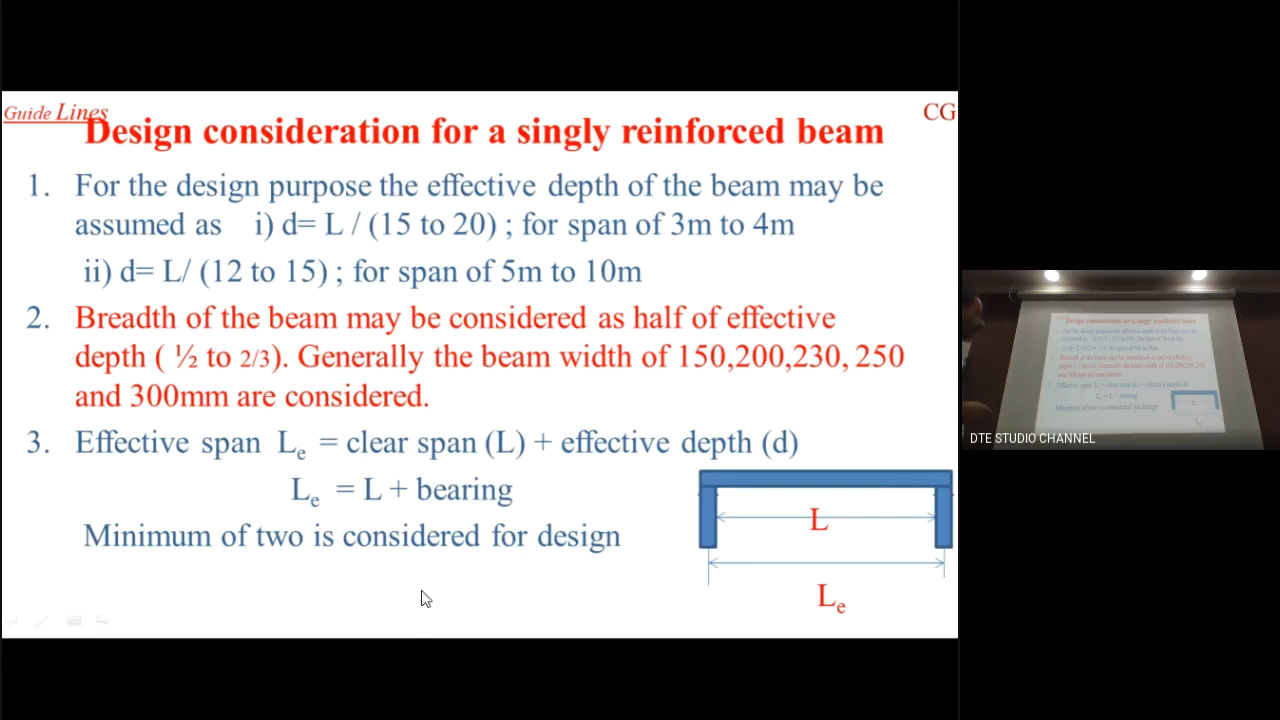 Guide Lines
CG
Design consideration for a singly reinforced beam
1. For the design purpose the effective depth of the beam may be
assumed as i) d= L / (15 to 20) ; for span of 3m to 4m
ii) d= L/ (12 to 15) ; for span of 5m to 10m
2. Breadth of the beam may be considered as half of effective
depth ( ½ to 2/3). Generally the beam width of 150,200,230, 250
and 300mm are considered.
3. Effective span Le = clear span (L) + effective depth (d)
Le = L + bearing
Minimum of two is considered for design
L
Le
DTE STUDIO CHANNEL